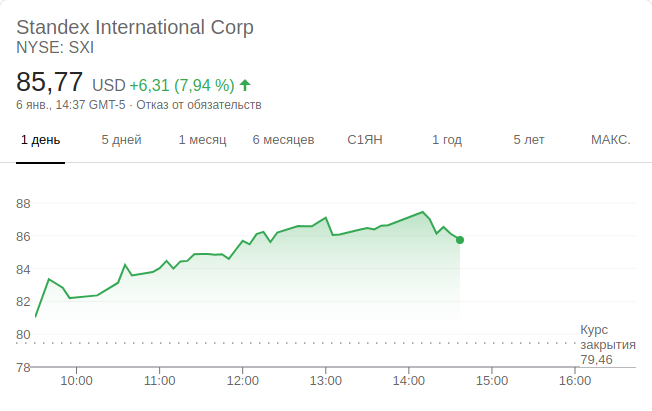 Standex International Corp
NYSE: SXI
85,77 USD +6,31 (7,94 %)
6 янв., 14:37 GMT-5 · Отказ от обязательств
1 день 5 дней 1 месяц 6 месяцев С1ЯН 1 год 5 лет МАКС.
88
86
84
82
80
78
Курс
закрытия
79,46
10:00 11:00 12:00 13:00 14:00 15:00 16:00